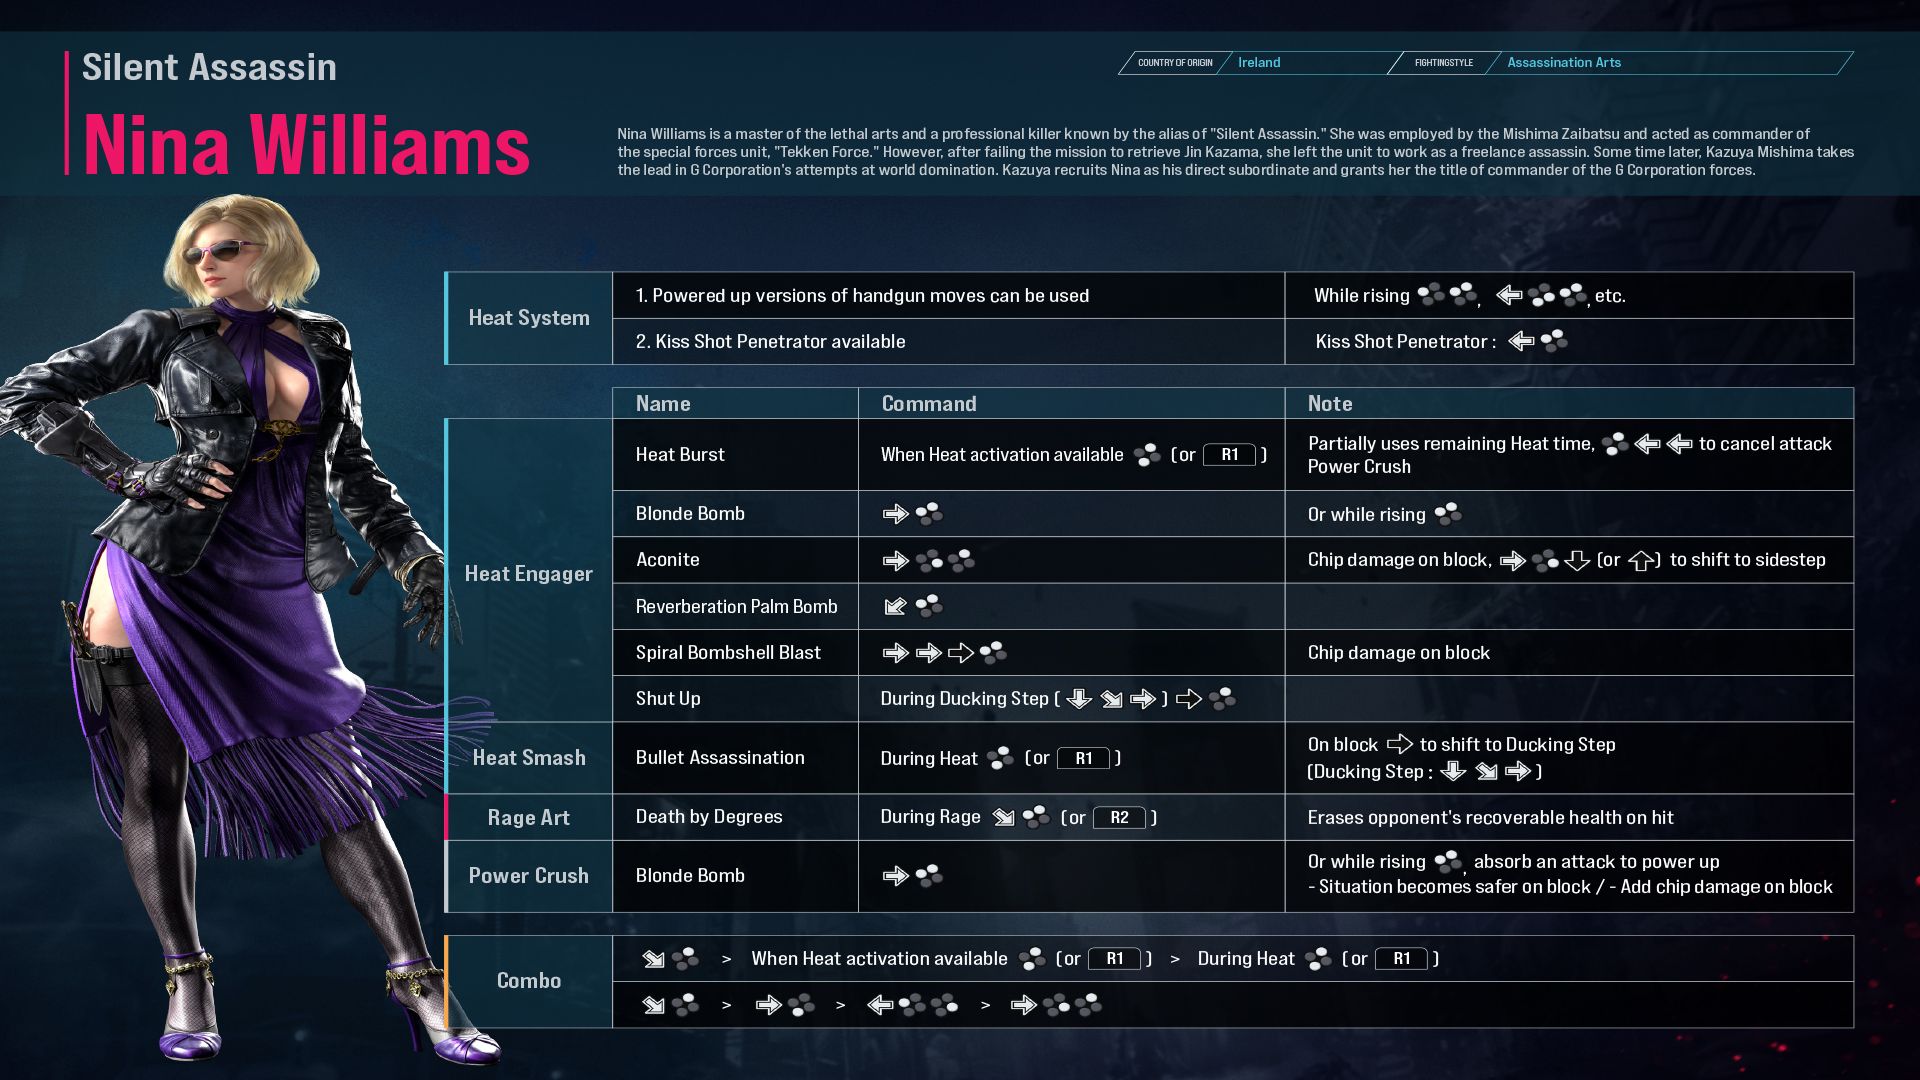 Silent Assassin
Nina Williams
COUNTRY OF ORIGIN Ireland FIGHTINGSTYLE Assassination Arts
Nina Williams is a master of the lethal arts and a professional killer known by the alias of "Silent Assassin." She was employed by the Mishima Zaibatsu and acted as commander of
the special forces unit, "Tekken Force." However, after failing the mission to retrieve Jin Kazama, she left the unit to work as a freelance assassin. Some time later, Kazuya Mishima takes
the lead in G Corporation's attempts at world domination. Kazuya recruits Nina as his direct subordinate and grants her the title of commander of the G Corporation forces.
Heat System
1. Powered up versions of handgun moves can be used
While rising , , etc.
2. Kiss Shot Penetrator available
Kiss Shot Penetrator :
Name Command Note
Heat Engager
Heat Burst
When Heat activation available (or R1 )
Partially uses remaining Heat time, to cancel attack
Power Crush
Blonde Bomb
Or while rising
Aconite
Chip damage on block, (or ) to shift to sidestep
Reverberation Palm Bomb
Spiral Bombshell Blast
Chip damage on block
Shut Up
During Ducking Step ( )
Heat Smash
Bullet Assassination
During Heat (or R1 )
On block to shift to Ducking Step
(Ducking Step : )
Rage Art
Death by Degrees
During Rage (or R2 )
Erases opponent's recoverable health on hit
Power Crush
Blonde Bomb
Or while rising , absorb an attack to power up
- Situation becomes safer on block / - Add chip damage on block
Combo
> When Heat activation available (or R1 ) > During Heat (or R1 )
> > >